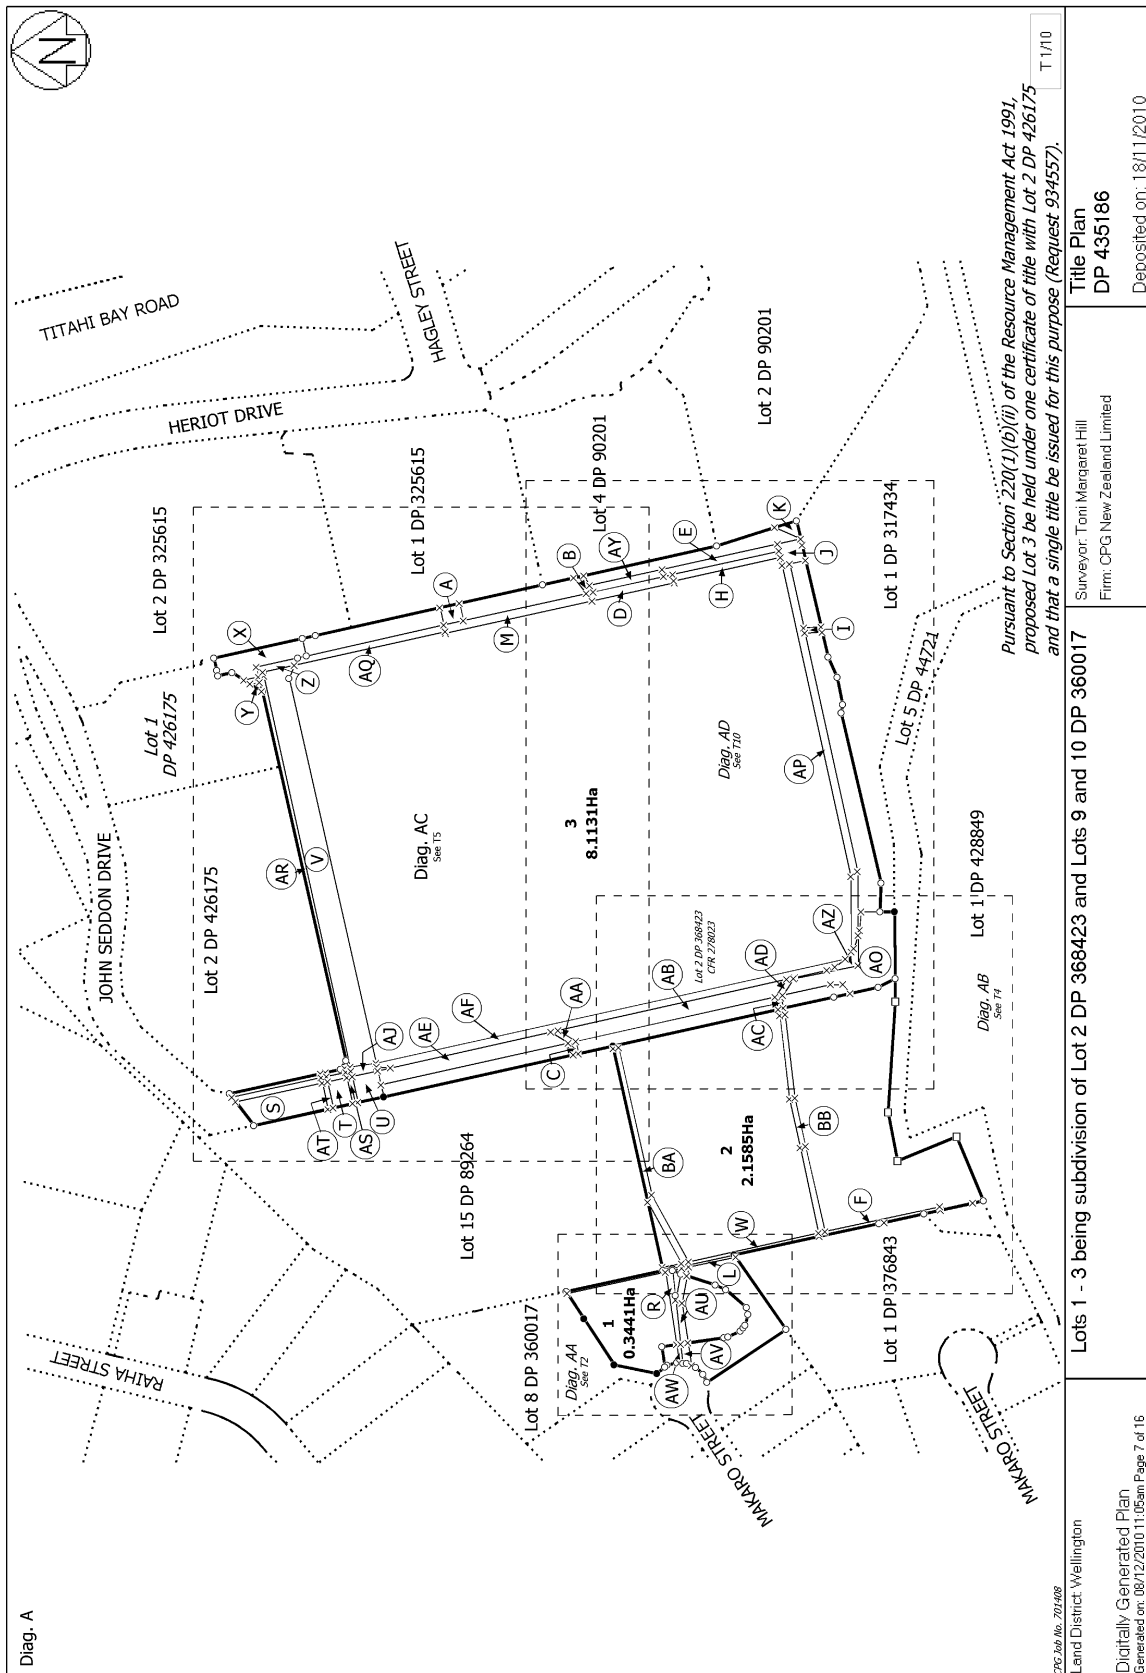 Diag. A
N
TITAHI BAY ROAD
HERIOT DRIVE
HAGLEY STREET
JOHN SEDDON DRIVE
RAIHA STREET
MAKARO STREET
MAKARO STREET
Lot 2 DP 325615
Lot 1 DP 325615
Lot 4 DP 90201
Lot 2 DP 90201
Lot 1
DP 426175
Lot 2 DP 426175
Lot 1 DP 317434
Lot 5 DP 44721
Lot 1 DP 428849
Lot 15 DP 89264
Lot 8 DP 360017
Lot 1 DP 376843
Lot 2 DP 368423
CFR 278023
Diag. AC
See T5
Diag. AD
See T10
Diag. AB
See T4
Diag. AA
See T2
3
8.1131Ha
2
2.1585Ha
1
0.3441Ha
X
Y
Z
AQ
A
M
B
AY
D
E
H
K
J
I
AP
AR
V
AF
AE
AJ
AA
AB
AD
AC
AZ
AO
C
S
AT
T
AS
U
BA
BB
W
F
L
R
AU
AV
AW
Pursuant to Section 220(1)(b)(ii) of the Resource Management Act 1991,
proposed Lot 3 be held under one certificate of title with Lot 2 DP 426175
and that a single title be issued for this purpose (Request 934557).
T 1/10
CPG Job No. 701408
Land District: Wellington
Digitally Generated Plan
Generated on: 08/12/2010 11:05am Page 7 of 16
Lots 1 - 3 being subdivision of Lot 2 DP 368423 and Lots 9 and 10 DP 360017
Surveyor: Toni Margaret Hill
Firm: CPG New Zealand Limited
Title Plan
DP 435186
Deposited on: 18/11/2010